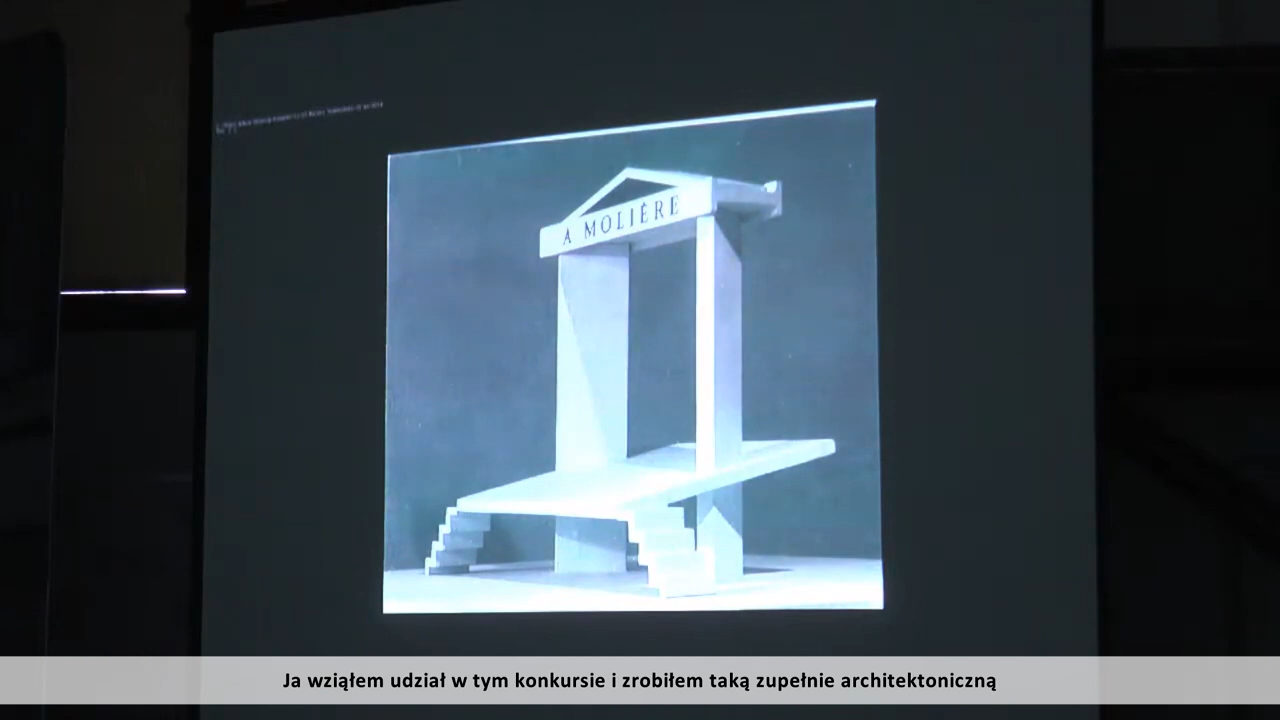 A MOLIÈRE
Ja wziąłem udział w tym konkursie i zrobiłem taką zupełnie architektoniczną